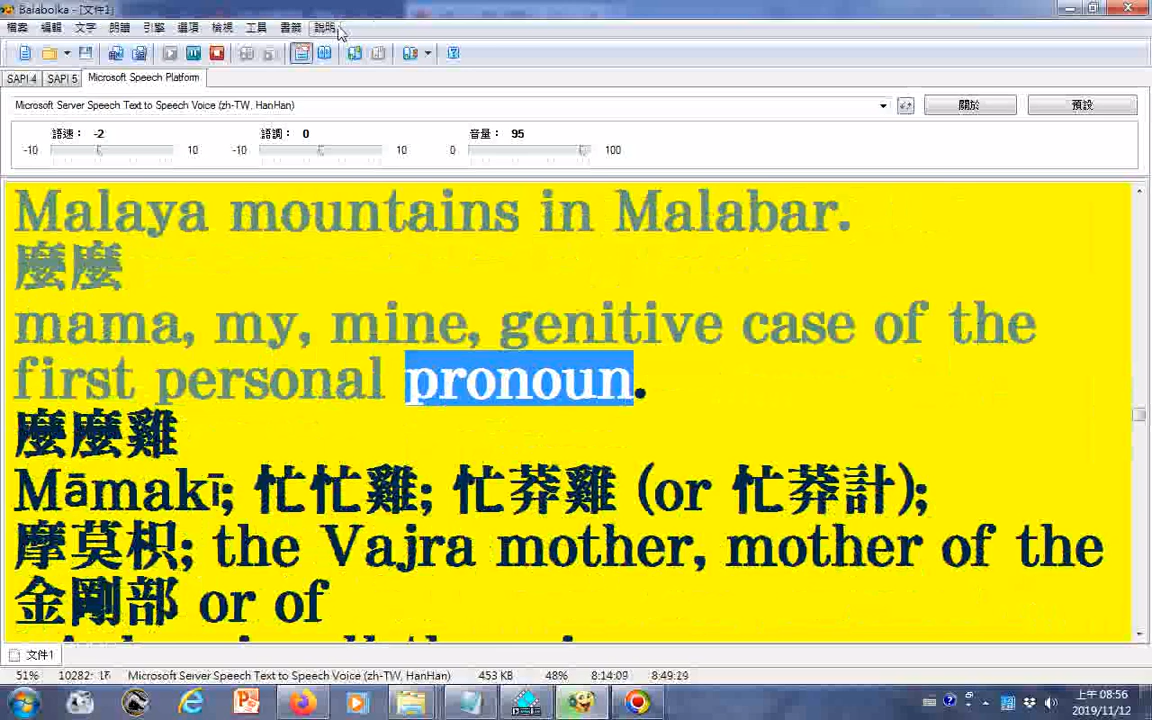 Balabolka - [文件1]
檔案 編輯 文字 朗讀 引擎 選項 檢視 工具 書籤 說明
SAPI 4 SAPI 5 Microsoft Speech Platform
Microsoft Server Speech Text to Speech Voice (zh-TW, HanHan) 關於 預設
語速： -2 語調： 0 音量： 95
-10 10 -10 10 0 100
Malaya mountains in Malabar.
麼麼
mama, my, mine, genitive case of the
first personal pronoun.
麼麼雞
Māmakī; 忙忙雞; 忙莽雞 (or 忙莽計);
摩莫枳; the Vajra mother, mother of the
金剛部 or of
文件1
51% 10282: 18 Microsoft Server Speech Text to Speech Voice (zh-TW, HanHan) 453 KB 48% 8:14:09 8:49:29
上午 08:56
2019/11/12